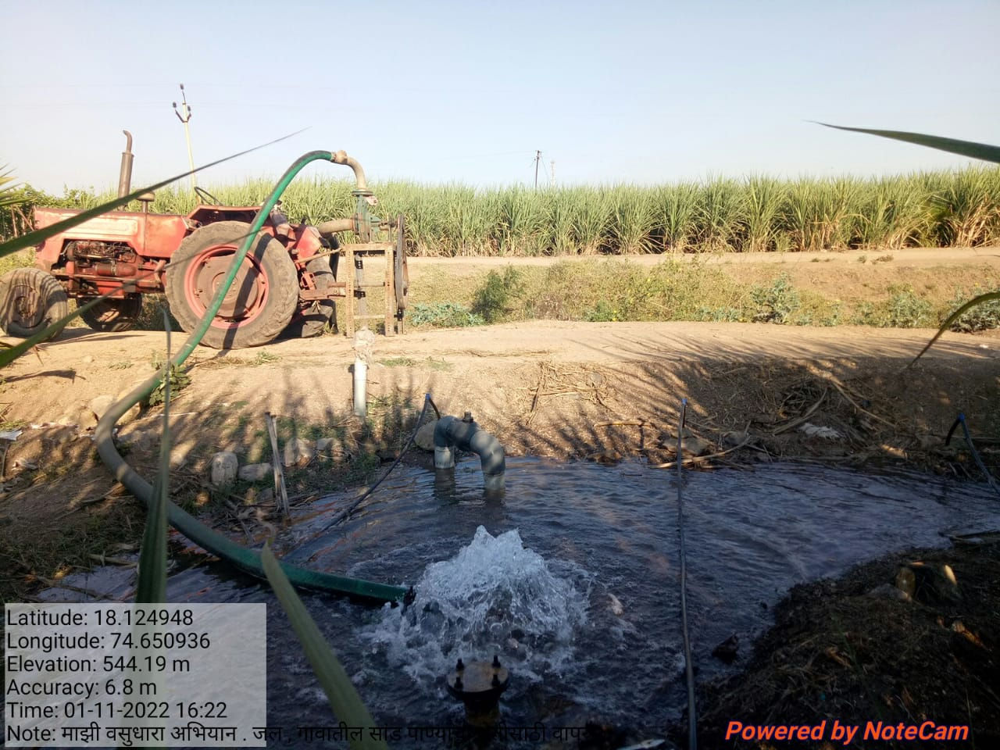 Latitude: 18.124948
Longitude: 74.650936
Elevation: 544.19 m
Accuracy: 6.8 m
Time: 01-11-2022 16:22
Note: माझी वसुधारा अभियान . जल , गावातील सांड
Powered by NoteCam